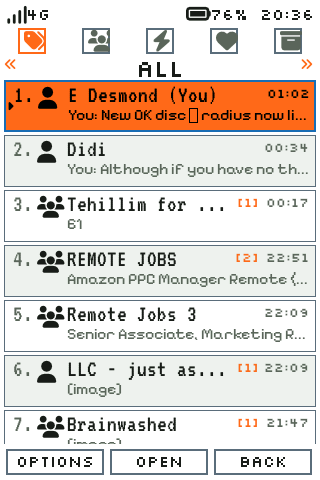 4G 76% 20:36
« »
ALL
1. E Desmond (You) 01:02
You: New OK disc radius now li...
2. Didi 00:34
You: Although if you have no th...
3. Tehillim for ... [1] 00:17
61
4. REMOTE JOBS [2] 22:51
Amazon PPC Manager Remote (...
5. Remote Jobs 3 22:09
Senior Associate, Marketing R...
6. LLC - just as... [1] 22:09
(image)
7. Brainwashed [1] 21:47
(image)
OPTIONS OPEN BACK